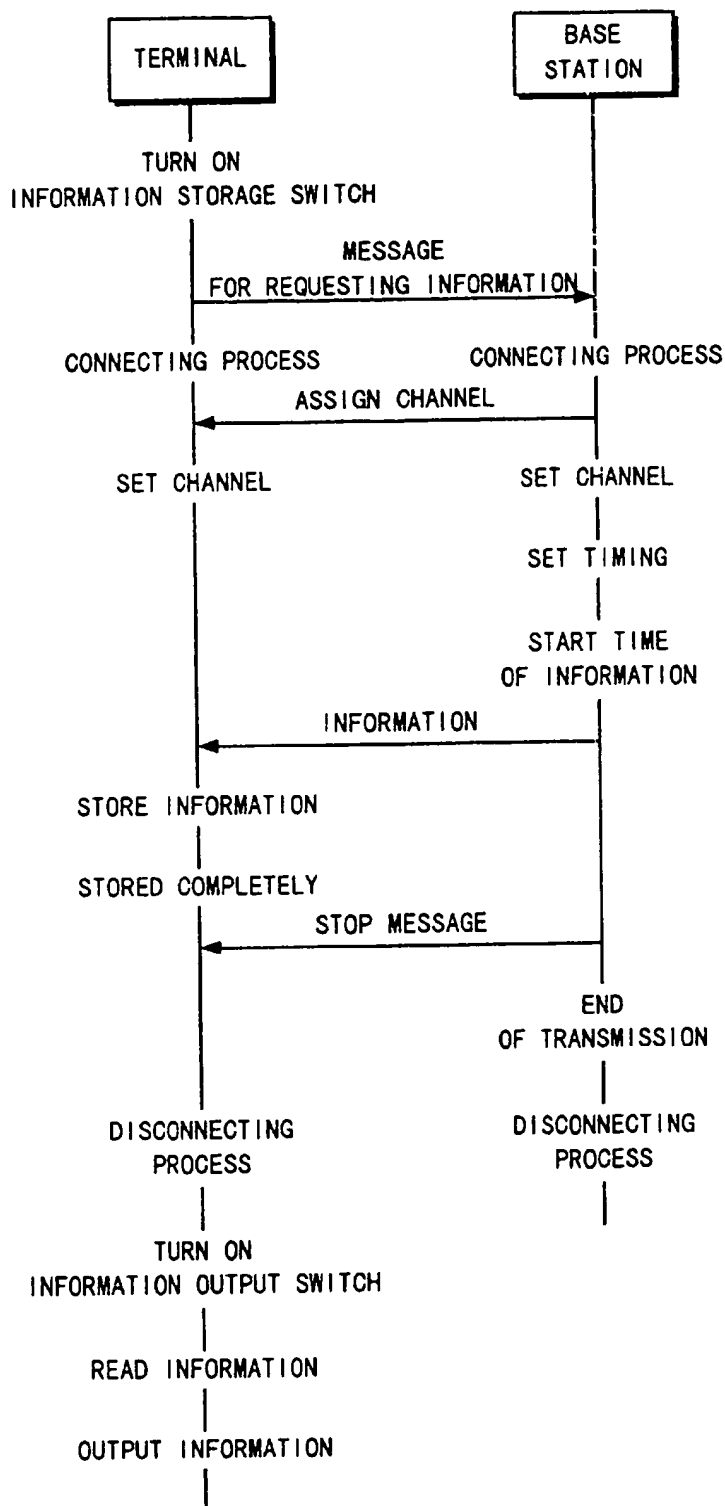 TERMINAL
BASE
STATION
TURN ON
INFORMATION STORAGE SWITCH
MESSAGE
FOR REQUESTING INFORMATION
CONNECTING PROCESS
CONNECTING PROCESS
ASSIGN CHANNEL
SET CHANNEL
SET CHANNEL
SET TIMING
START TIME
OF INFORMATION
INFORMATION
STORE INFORMATION
STORED COMPLETELY
STOP MESSAGE
END
OF TRANSMISSION
DISCONNECTING
PROCESS
DISCONNECTING
PROCESS
TURN ON
INFORMATION OUTPUT SWITCH
READ INFORMATION
OUTPUT INFORMATION